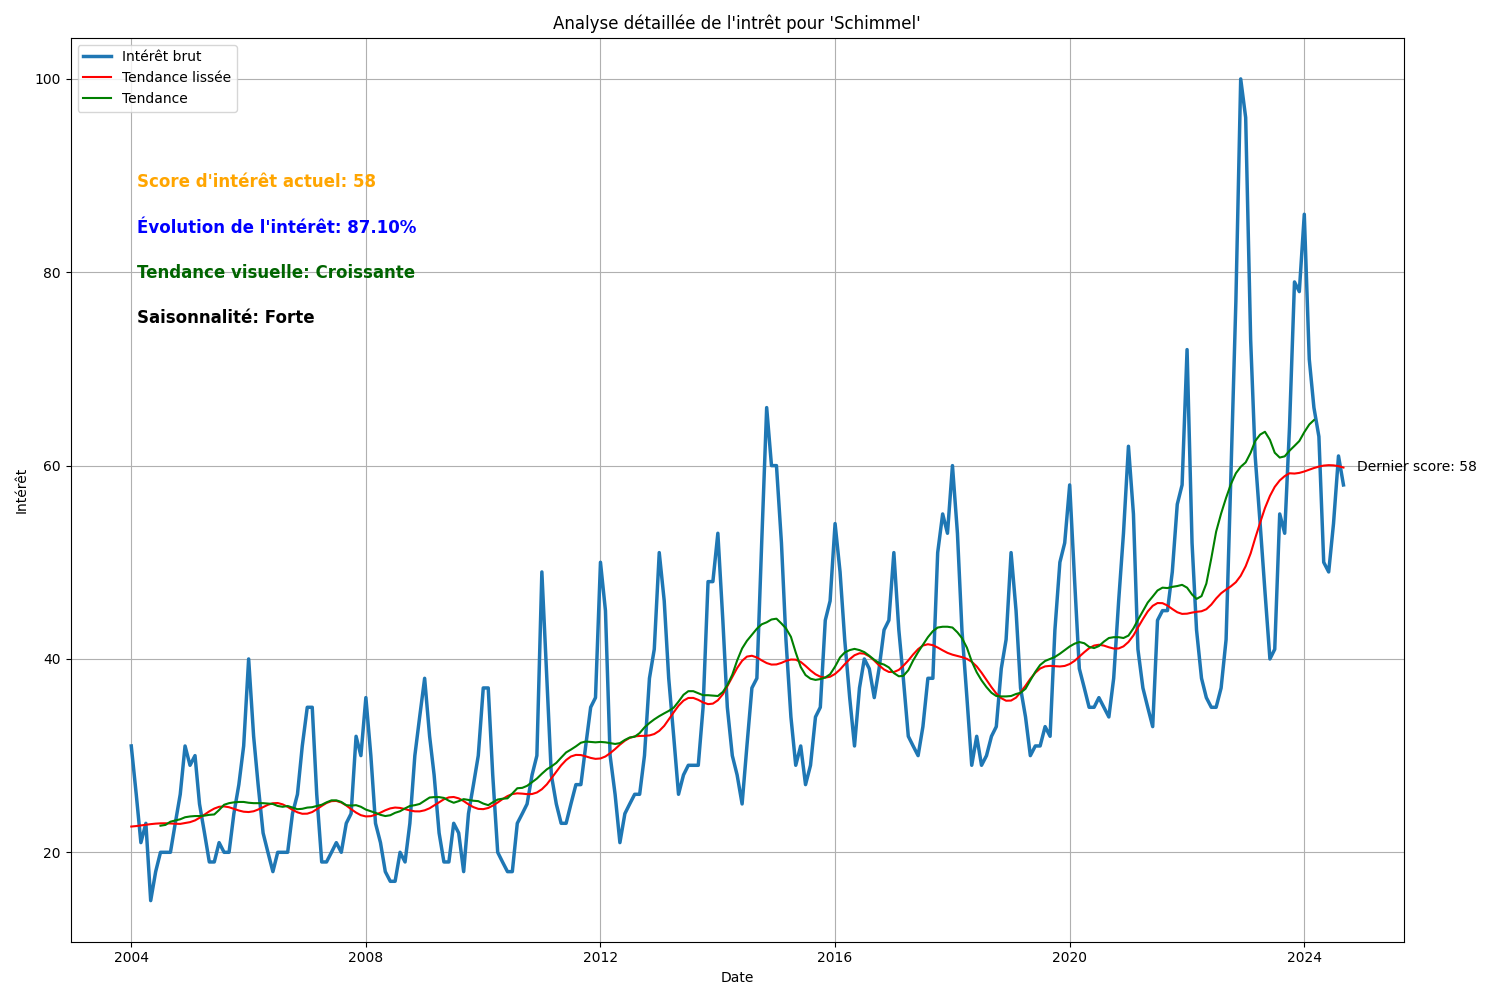 Analyse détaillée de l'intrêt pour 'Schimmel'
Intérêt brut
Tendance lissée
Tendance
Score d'intérêt actuel: 58
Évolution de l'intérêt: 87.10%
Tendance visuelle: Croissante
Saisonnalité: Forte
Dernier score: 58
Intérêt
100
80
60
40
20
2004
2008
2012
2016
2020
2024
Date